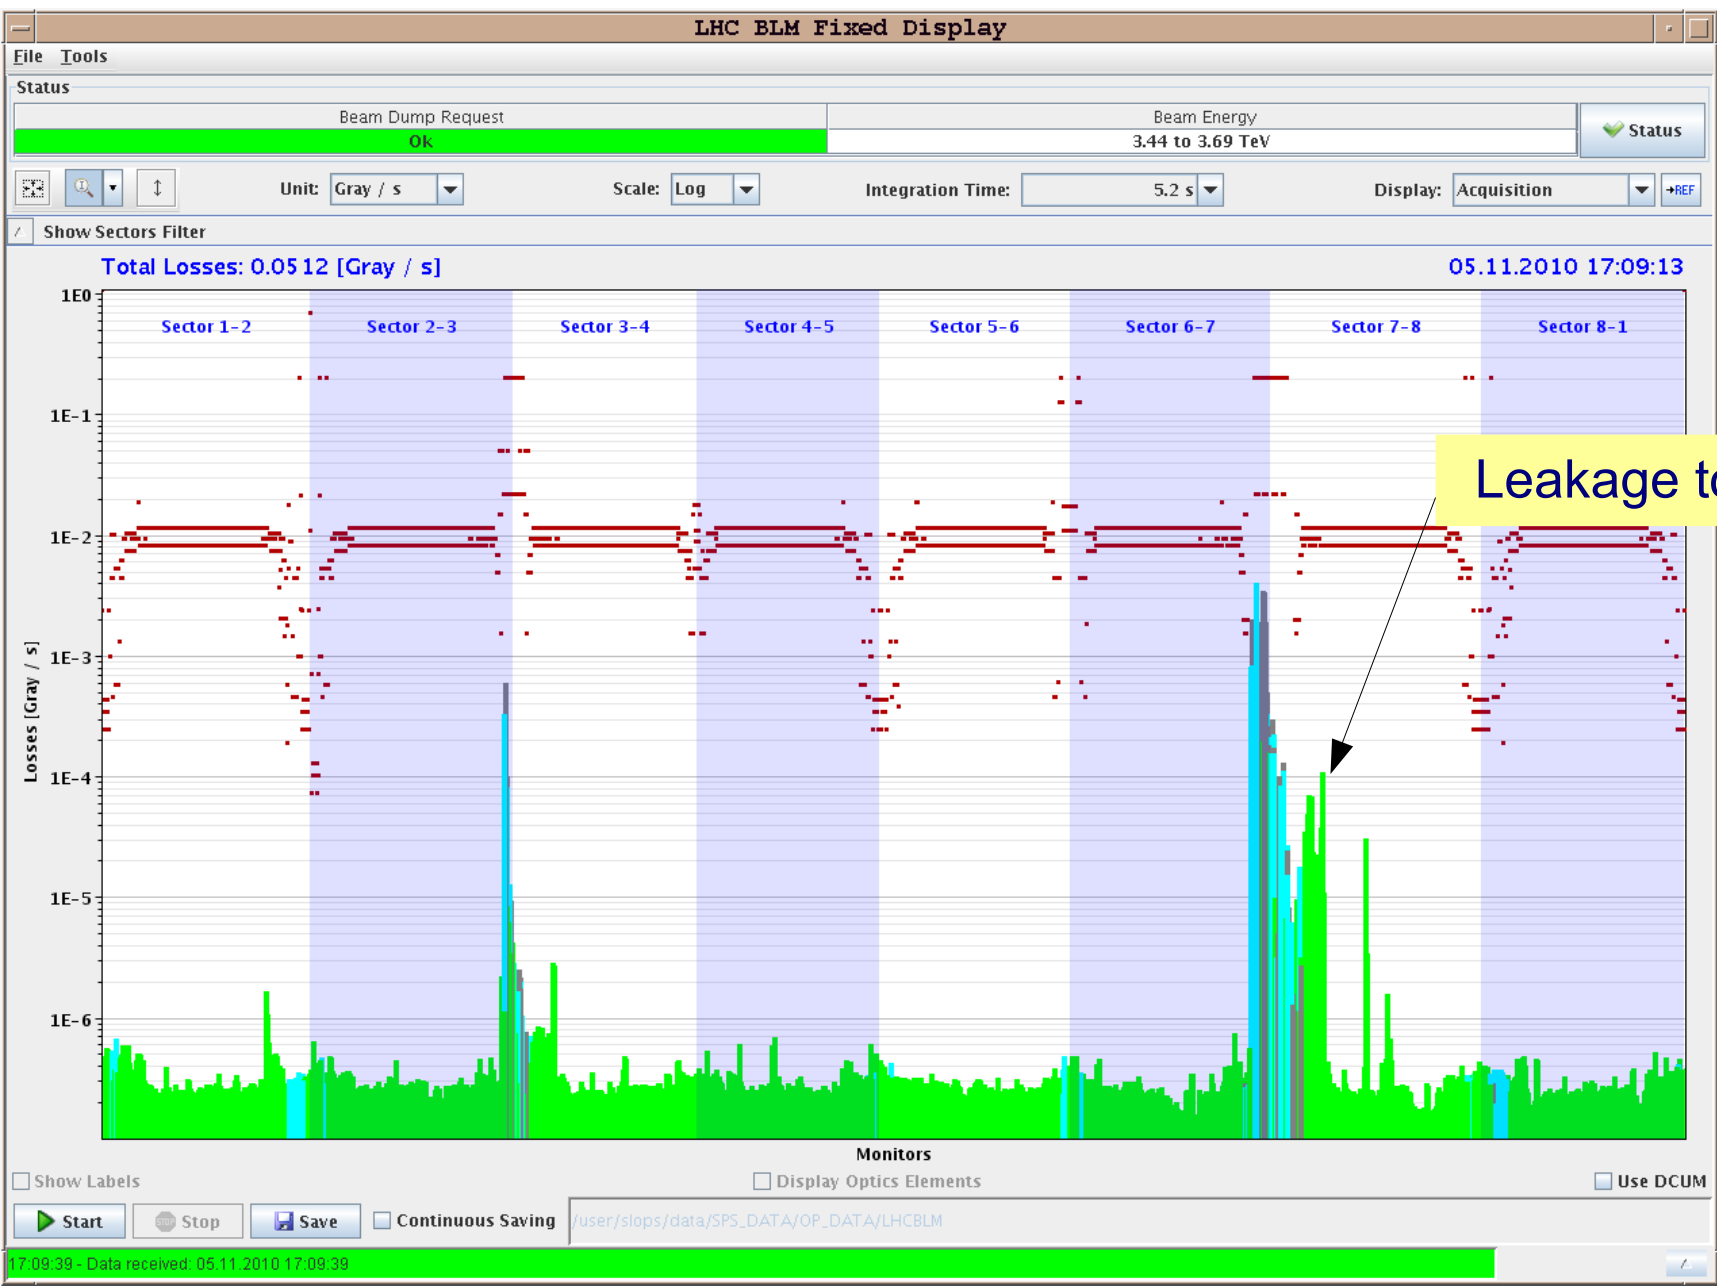 LHC BLM Fixed Display
File Tools
Status
Beam Dump Request
Beam Energy
Ok
3.44 to 3.69 TeV
Status
Unit: Gray / s
Scale: Log
Integration Time: 5.2 s
Display: Acquisition
→REF
Show Sectors Filter
Total Losses: 0.0512 [Gray / s]
05.11.2010 17:09:13
1E0
1E-1
1E-2
1E-3
1E-4
1E-5
1E-6
Losses [Gray / s]
Sector 1-2
Sector 2-3
Sector 3-4
Sector 4-5
Sector 5-6
Sector 6-7
Sector 7-8
Sector 8-1
Leakage to
Monitors
Show Labels
Display Optics Elements
Use DCUM
Start
STOP Stop
Save
Continuous Saving
/user/slops/data/SPS_DATA/OP_DATA/LHCBLM
17:09:39 - Data received: 05.11.2010 17:09:39